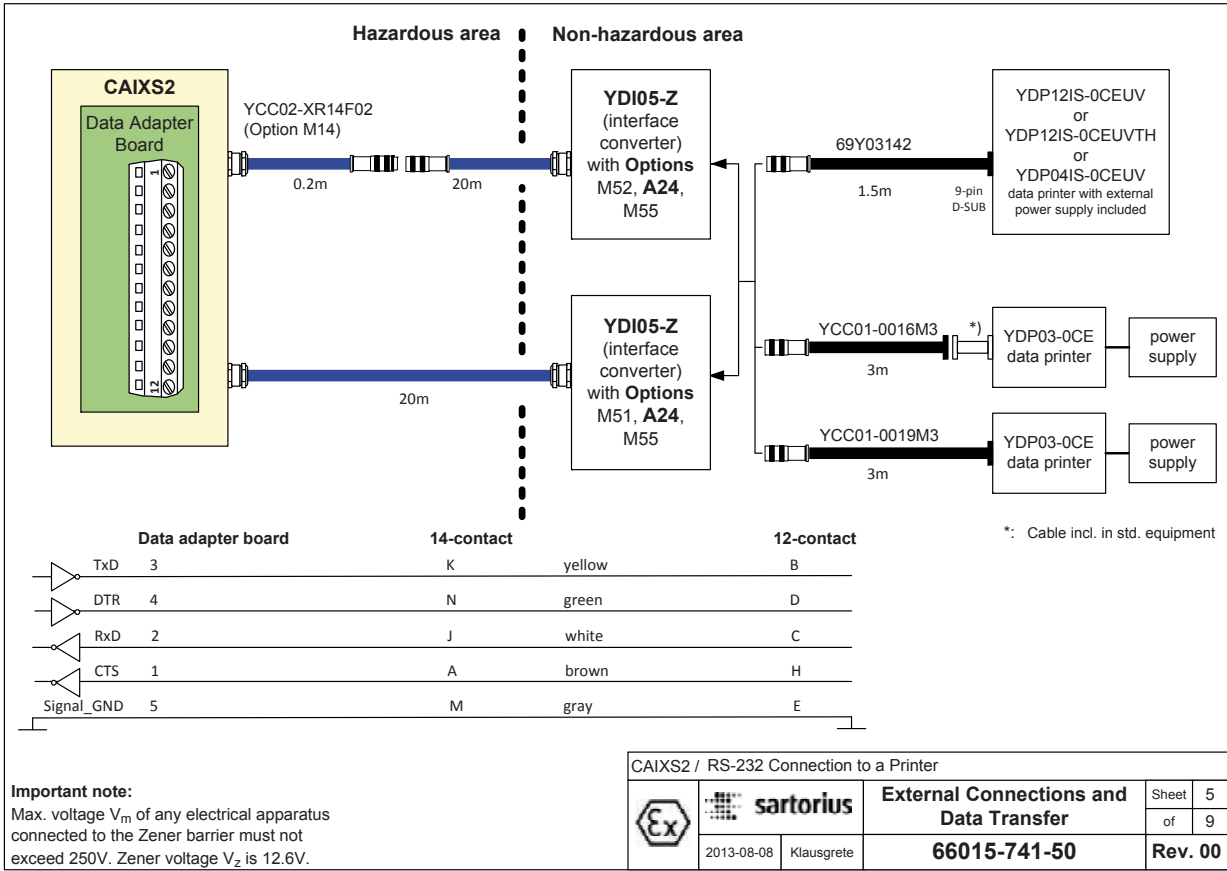 Hazardous area
Non-hazardous area
CAIXS2
Data Adapter
Board
1
12
YCC02-XR14F02
(Option M14)
0.2m
20m
20m
YDI05-Z
(interface
converter)
with Options
M52, A24,
M55
YDI05-Z
(interface
converter)
with Options
M51, A24,
M55
69Y03142
1.5m
9-pin
D-SUB
YDP12IS-0CEUV
or
YDP12IS-0CEUVTH
or
YDP04IS-0CEUV
data printer with external
power supply included
YCC01-0016M3
3m
*)
YDP03-0CE
data printer
power
supply
YCC01-0019M3
3m
YDP03-0CE
data printer
power
supply
*: Cable incl. in std. equipment
Data adapter board 14-contact 12-contact
TxD 3 K yellow B
DTR 4 N green D
RxD 2 J white C
CTS 1 A brown H
Signal_GND 5 M gray E
Important note:
Max. voltage Vm of any electrical apparatus
connected to the Zener barrier must not
exceed 250V. Zener voltage Vz is 12.6V.
CAIXS2 / RS-232 Connection to a Printer
Ex
sartorius
2013-08-08 Klausgrete
External Connections and
Data Transfer
66015-741-50
Sheet 5
of 9
Rev. 00